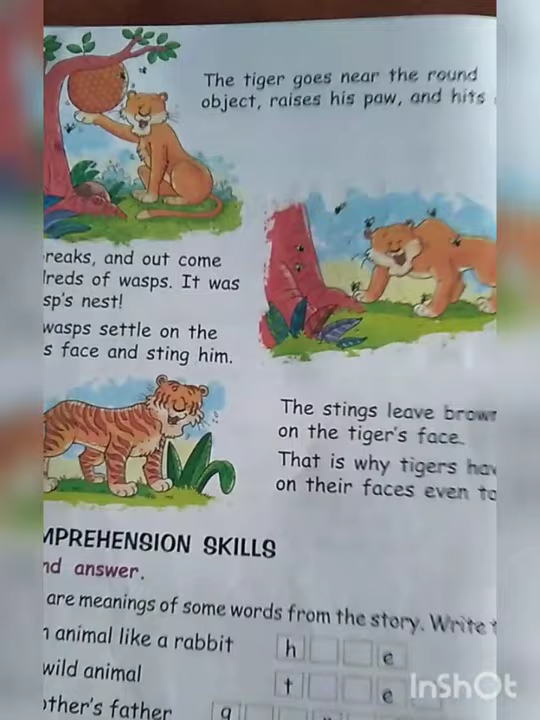 The tiger goes near the round
object, raises his paw, and hits
reaks, and out come
dreds of wasps. It was
sp's nest!
wasps settle on the
s face and sting him.
The stings leave brow
on the tiger's face.
That is why tigers hav
on their faces even to
MPREHENSION SKILLS
nd answer.
are meanings of some words from the story. Write t
n animal like a rabbit h e
wild animal t e
other's father g
InShOt